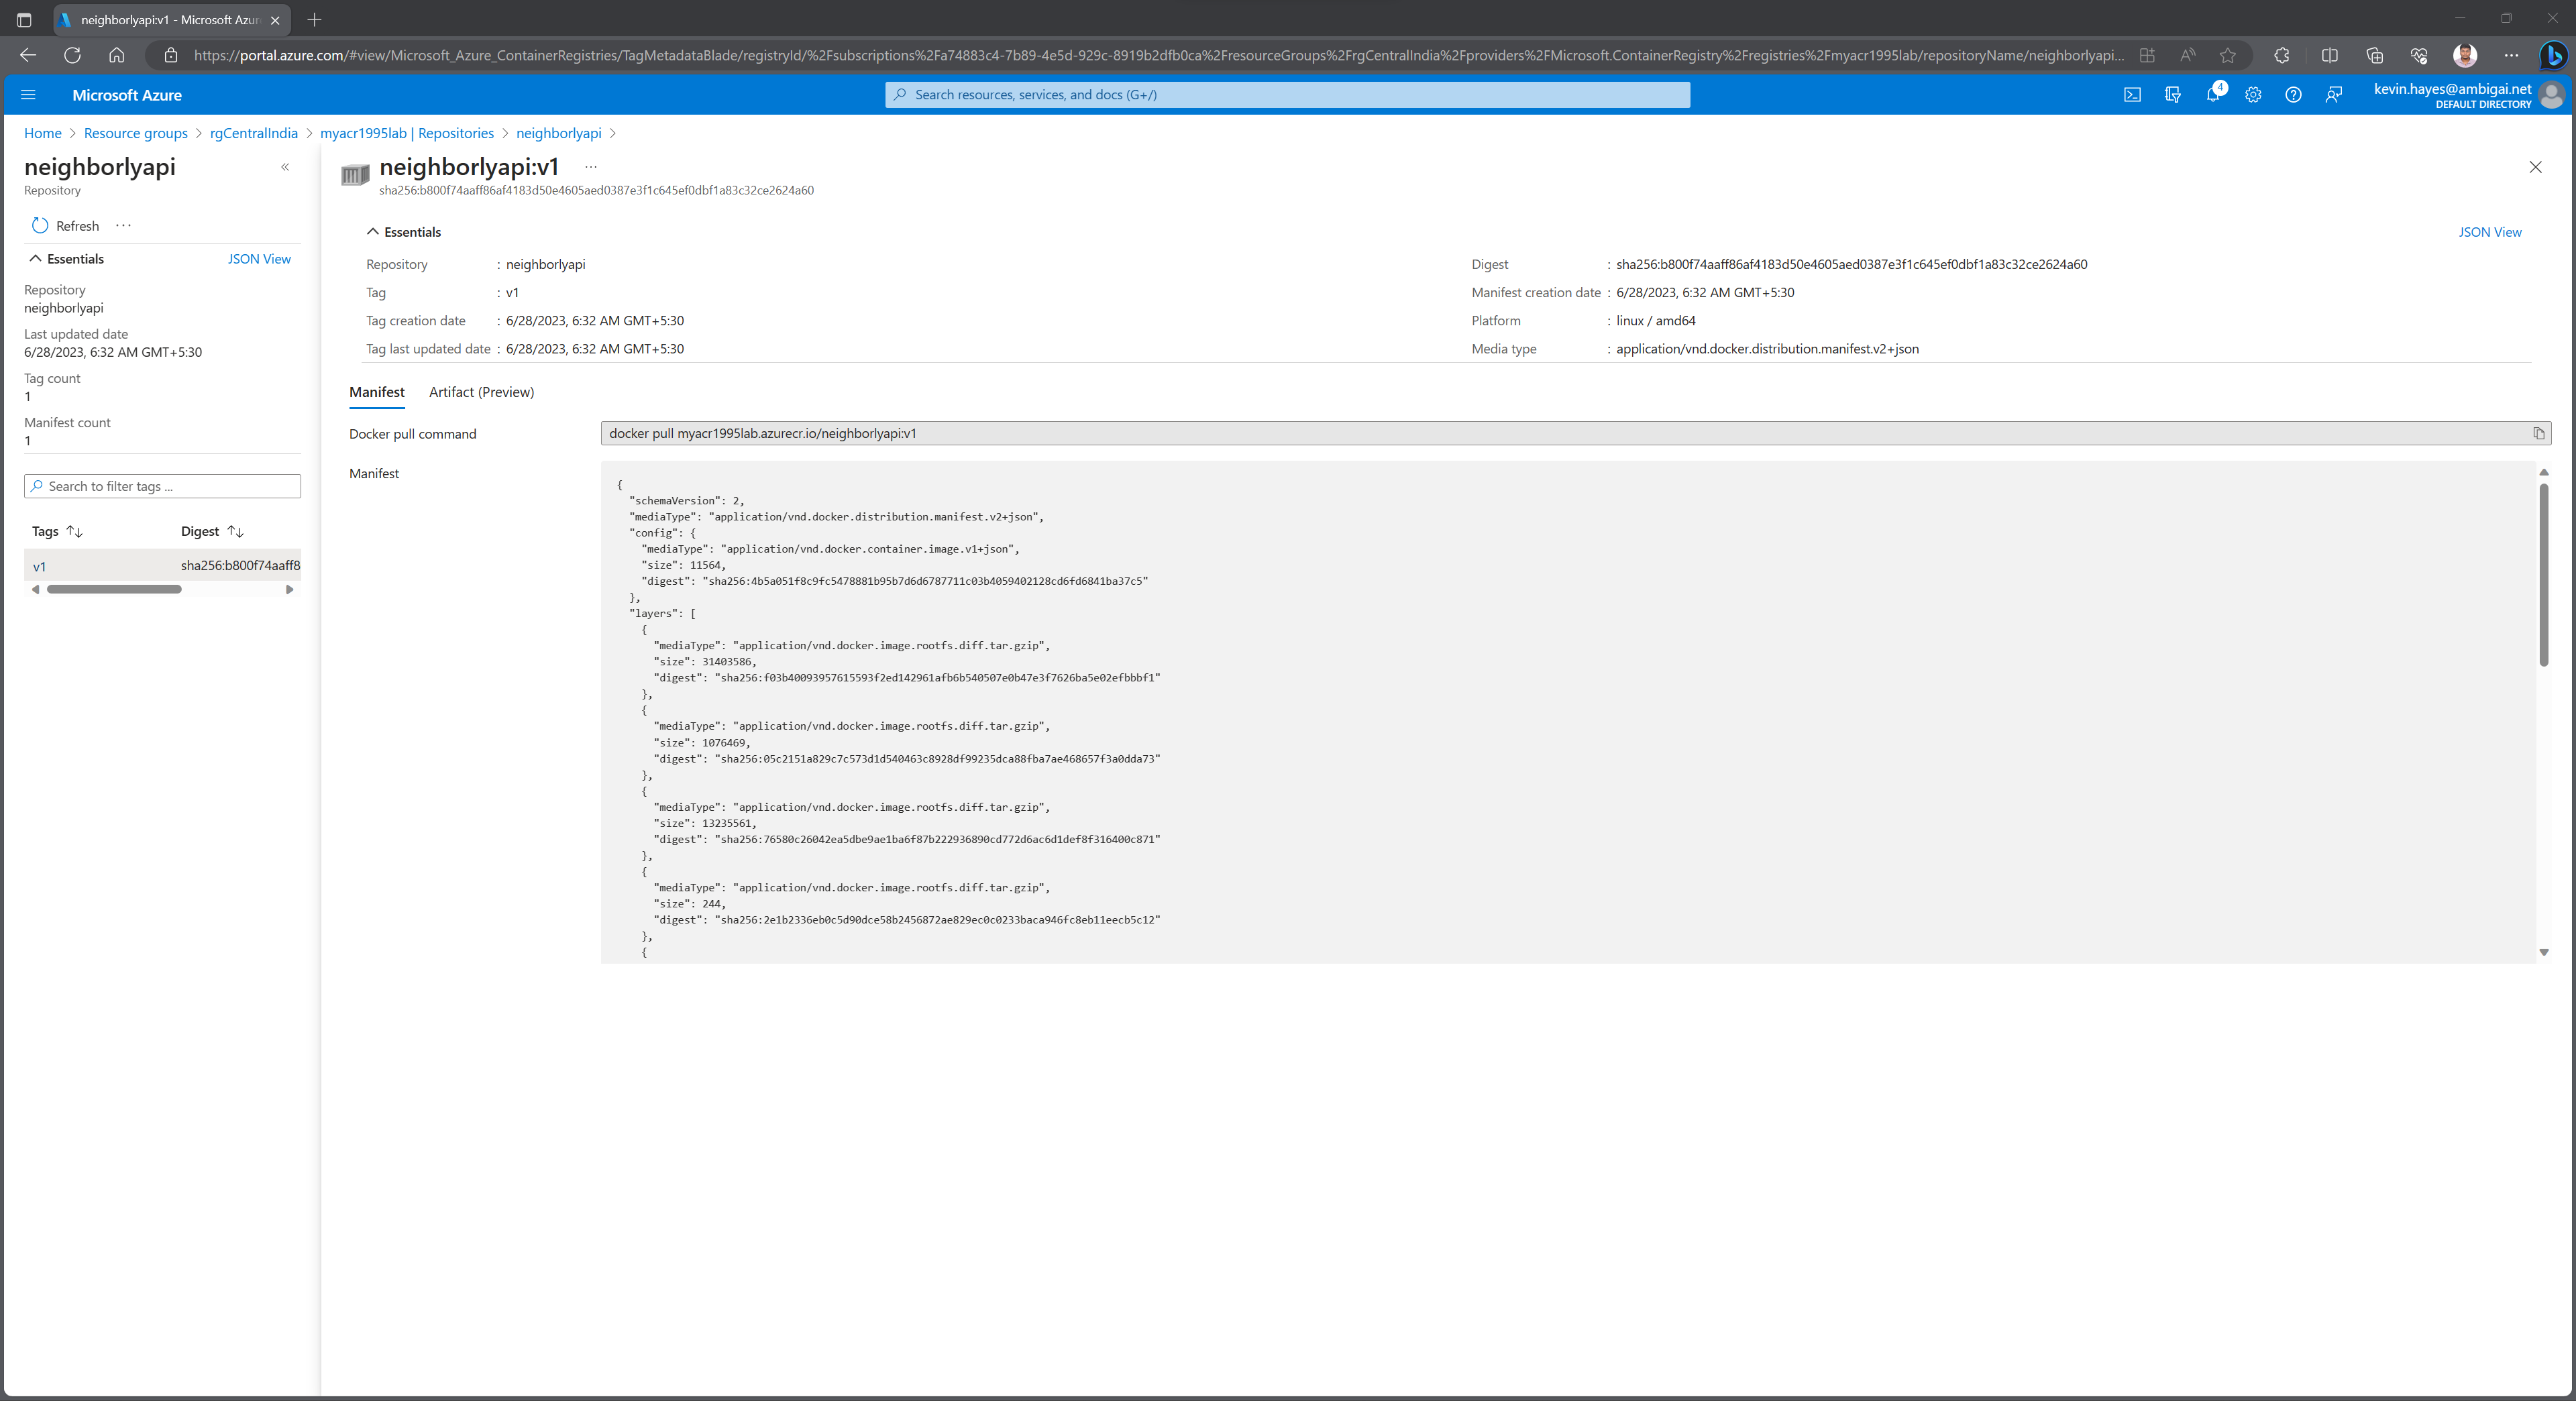 neighborlyapi:v1 - Microsoft Azur
https://portal.azure.com/#view/Microsoft_Azure_ContainerRegistries/TagMetadataBlade/registryId/%2Fsubscriptions%2Fa74883c4-7b89-4e5d-929c-8919b2dfb0ca%2FresourceGroups%2FrgCentralIndia%2Fproviders%2FMicrosoft.ContainerRegistry%2Fregistries%2Fmyacr1995lab/repositoryName/neighborlyapi...
Microsoft Azure
Search resources, services, and docs (G+/)
4
kevin.hayes@ambigai.net
DEFAULT DIRECTORY
Home > Resource groups > rgCentralIndia > myacr1995lab | Repositories > neighborlyapi >
neighborlyapi
Repository
Refresh
Essentials
JSON View
Repository
neighborlyapi
Last updated date
6/28/2023, 6:32 AM GMT+5:30
Tag count
1
Manifest count
1
Search to filter tags ...
Tags Digest
v1 sha256:b800f74aaff8
neighborlyapi:v1
sha256:b800f74aaff86af4183d50e4605aed0387e3f1c645ef0dbf1a83c32ce2624a60
Essentials
JSON View
Repository : neighborlyapi
Tag : v1
Tag creation date : 6/28/2023, 6:32 AM GMT+5:30
Tag last updated date : 6/28/2023, 6:32 AM GMT+5:30
Digest : sha256:b800f74aaff86af4183d50e4605aed0387e3f1c645ef0dbf1a83c32ce2624a60
Manifest creation date : 6/28/2023, 6:32 AM GMT+5:30
Platform : linux / amd64
Media type : application/vnd.docker.distribution.manifest.v2+json
Manifest Artifact (Preview)
Docker pull command
docker pull myacr1995lab.azurecr.io/neighborlyapi:v1
Manifest
{
"schemaVersion": 2,
"mediaType": "application/vnd.docker.distribution.manifest.v2+json",
"config": {
"mediaType": "application/vnd.docker.container.image.v1+json",
"size": 11564,
"digest": "sha256:4b5a051f8c9fc5478881b95b7d6d6787711c03b4059402128cd6fd6841ba37c5"
},
"layers": [
{
"mediaType": "application/vnd.docker.image.rootfs.diff.tar.gzip",
"size": 31403586,
"digest": "sha256:f03b40093957615593f2ed142961afb6b540507e0b47e3f7626ba5e02efbbbf1"
},
{
"mediaType": "application/vnd.docker.image.rootfs.diff.tar.gzip",
"size": 1076469,
"digest": "sha256:05c2151a829c7c573d1d540463c8928df99235dca88fba7ae468657f3a0dda73"
},
{
"mediaType": "application/vnd.docker.image.rootfs.diff.tar.gzip",
"size": 13235561,
"digest": "sha256:76580c26042ea5dbe9ae1ba6f87b222936890cd772d6ac6d1def8f316400c871"
},
{
"mediaType": "application/vnd.docker.image.rootfs.diff.tar.gzip",
"size": 244,
"digest": "sha256:2e1b2336eb0c5d90dce58b2456872ae829ec0c0233baca946fc8eb11eecb5c12"
},
{